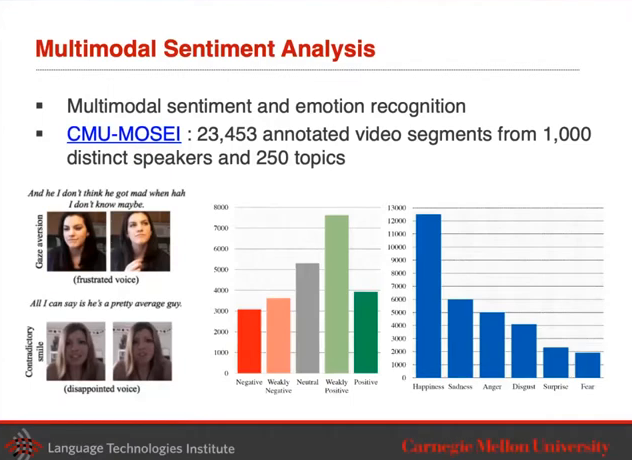 Multimodal Sentiment Analysis
Multimodal sentiment and emotion recognition
CMU-MOSEI : 23,453 annotated video segments from 1,000
distinct speakers and 250 topics
And he I don't think he got mad when hah
I don't know maybe.
Gaze aversion
(frustrated voice)
All I can say is he's a pretty average guy.
Contradictory
smile
(disappointed voice)
8000
7000
6000
5000
4000
3000
2000
1000
0
Negative
Weakly
Negative
Neutral
Weakly
Positive
Positive
13000
12000
11000
10000
9000
8000
7000
6000
5000
4000
3000
2000
1000
0
Happiness
Sadness
Anger
Disgust
Surprise
Fear
Language Technologies Institute
Carnegie Mellon University